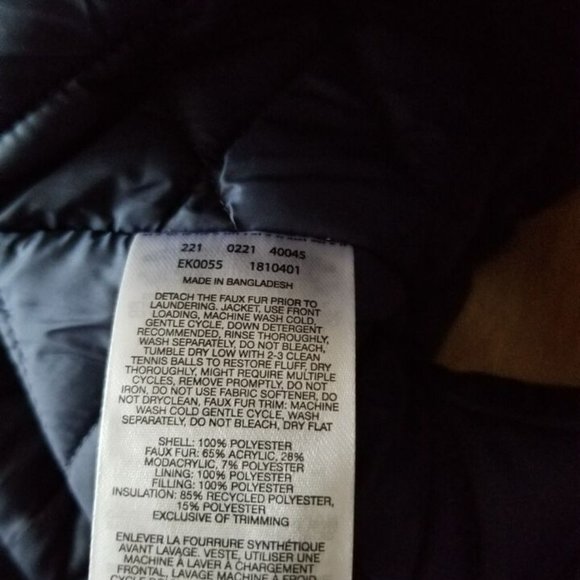 221 0221 40045
EK0055 1810401
MADE IN BANGLADESH
DETACH THE FAUX FUR PRIOR TO
LAUNDERING. JACKET, USE FRONT
LOADING, MACHINE WASH COLD,
GENTLE CYCLE, DOWN DETERGENT
RECOMMENDED, RINSE THOROUGHLY,
WASH SEPARATELY, DO NOT BLEACH,
TUMBLE DRY LOW WITH 2-3 CLEAN
TENNIS BALLS TO RESTORE FLUFF, DRY
THOROUGHLY, MIGHT REQUIRE MULTIPLE
CYCLES, REMOVE PROMPTLY, DO NOT
IRON, DO NOT USE FABRIC SOFTENER, DO
NOT DRYCLEAN, FAUX FUR TRIM: MACHINE
WASH COLD GENTLE CYCLE, WASH
SEPARATELY, DO NOT BLEACH, DRY FLAT
SHELL: 100% POLYESTER
FAUX FUR: 65% ACRYLIC, 28%
MODACRYLIC, 7% POLYESTER
LINING: 100% POLYESTER
FILLING: 100% POLYESTER
INSULATION: 85% RECYCLED POLYESTER,
15% POLYESTER
EXCLUSIVE OF TRIMMING
ENLEVER LA FOURRURE SYNTHÉTIQUE
AVANT LAVAGE. VESTE, UTILISER UNE
MACHINE À LAVER À CHARGEMENT
FRONTAL, LAVAGE MACHINE À FROID